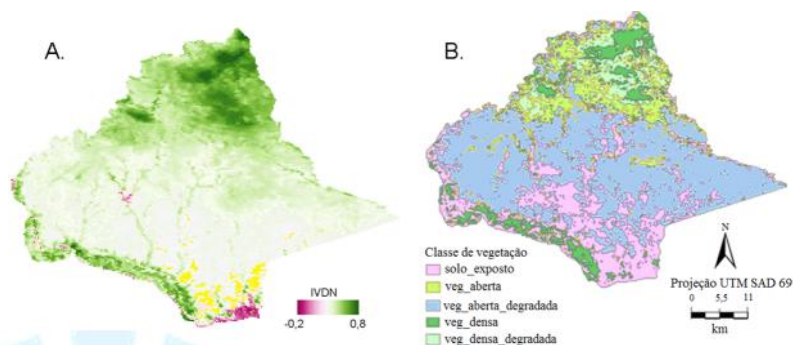 A.
B.
IVDN
-0,2
0,8
Classe de vegetação
solo_exposto
veg_aberta
veg_aberta_degradada
veg_densa
veg_densa_degradada
N
Projeção UTM SAD 69
0 5,5 11
km